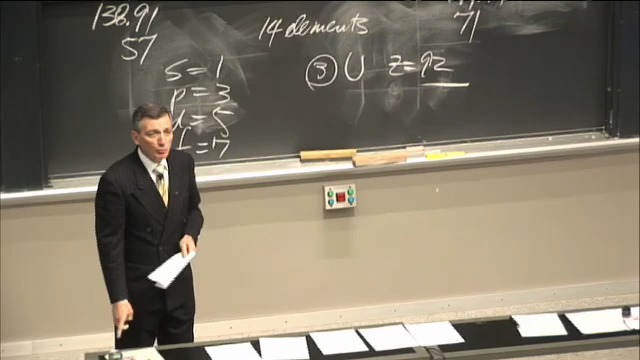 138.91
57
s = 1
p = 3
d = 5
f = 7
14 elements
③ U z = 92
71